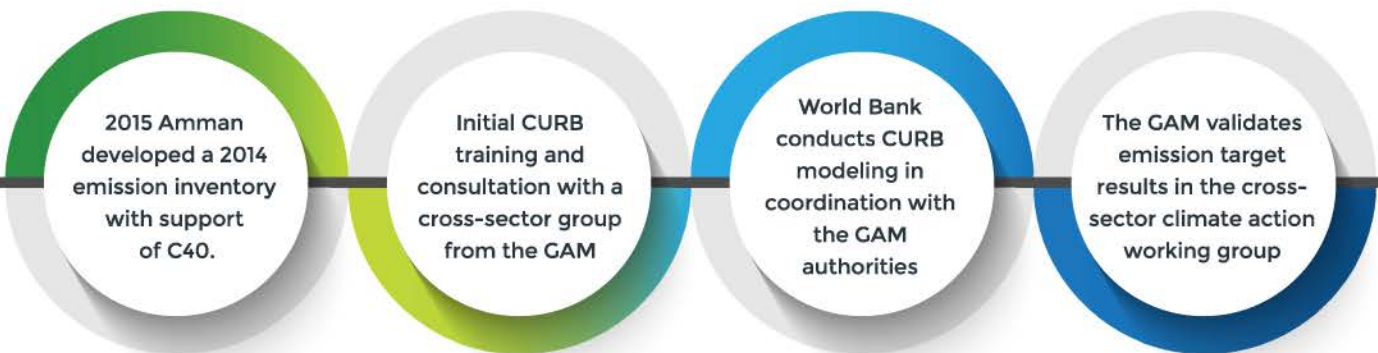 2015 Amman
developed a 2014
emission inventory
with support
of C40.
Initial CURB
training and
consultation with a
cross-sector group
from the GAM
World Bank
conducts CURB
modeling in
coordination with
the GAM
authorities
The GAM validates
emission target
results in the cross-
sector climate action
working group